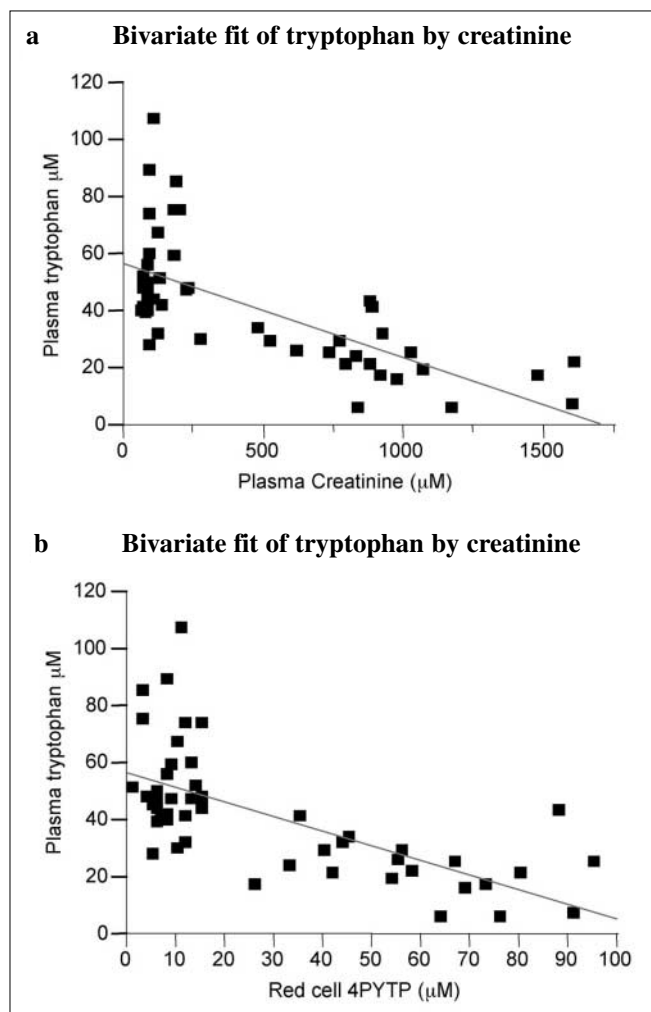 a Bivariate fit of tryptophan by creatinine
120
100
80
60
40
20
0
Plasma tryptophan μM
0 500 1000 1500
Plasma Creatinine (μM)
b Bivariate fit of tryptophan by creatinine
120
100
80
60
40
20
0
Plasma tryptophan μM
0 10 20 30 40 50 60 70 80 90 100
Red cell 4PYTP (μM)